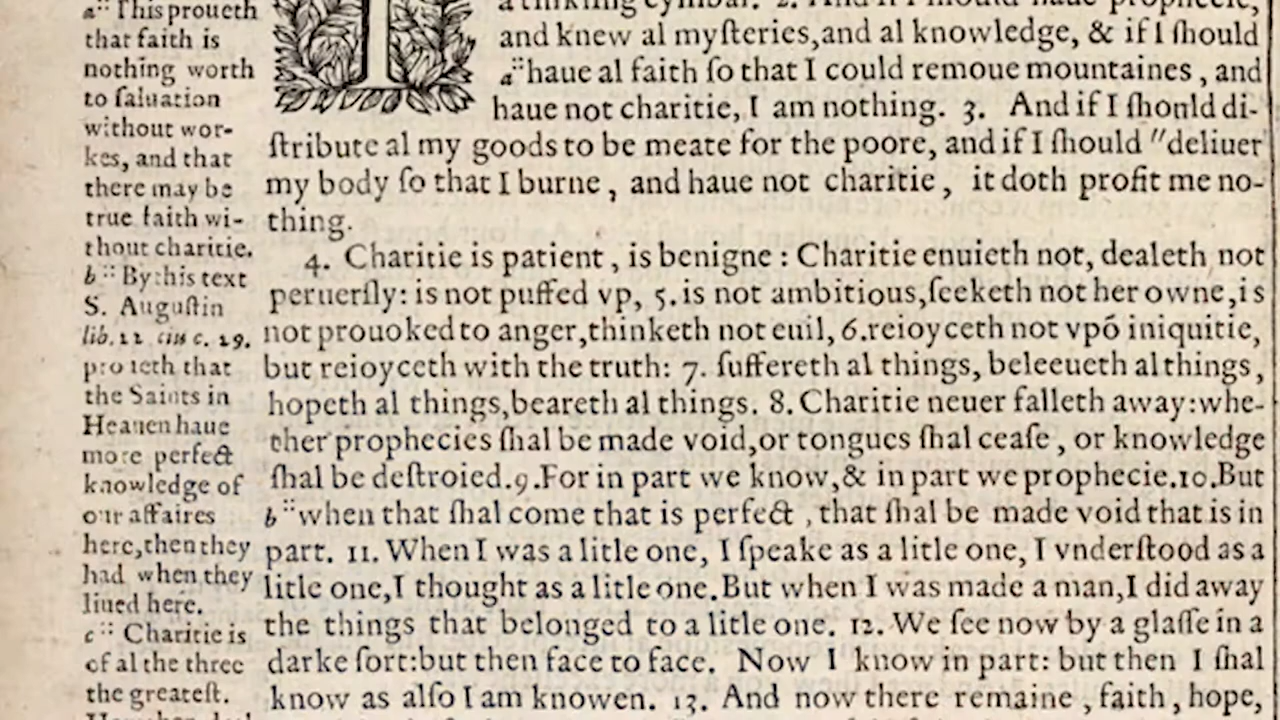 a This proueth
that faith is
nothing worth
to saluation
without wor-
kes, and that
there may be
true faith wi-
thout charitie.
b By this text
S. Augustin
lib. 22 ciu c. 29.
that
the Saints in
Heauen haue
more perfect
knowledge of
our affaires
here,then they
had when they
liued here.
c Charitie is
of al the three
the greatest.
a tinkling cymbal. 2. And if I should haue prophecie,
and knew al myſteries,and al knowledge, & if I ſhould
a haue al faith ſo that I could remoue mountaines , and
haue not charitie, I am nothing. 3. And if I ſhould di-
ſtribute al my goods to be meate for the poore, and if I ſhould "deliuer
my body ſo that I burne , and haue not charitie , it doth profit me no-
thing.
4. Charitie is patient , is benigne : Charitie enuieth not, dealeth not
peruerſly: is not puffed vp, 5. is not ambitious,ſeeketh not her owne,is
not prouoked to anger,thinketh not euil, 6.reioyceth not vpõ iniquitie,
but reioyceth with the truth: 7. ſuffereth al things, beleeueth al things ,
hopeth al things,beareth al things. 8. Charitie neuer falleth away:whe-
ther prophecies ſhal be made void,or tongues ſhal ceaſe , or knowledge
ſhal be deſtroied.9.For in part we know,& in part we prophecie.10.But
b when that ſhal come that is perfect , that ſhal be made void that is in
part. 11. When I was a litle one, I ſpeake as a litle one, I vnderſtood as a
litle one,I thought as a litle one.But when I was made a man,I did away
the things that belonged to a litle one. 12. We ſee now by a glaſſe in a
darke ſort:but then face to face. Now I know in part: but then I ſhal
know as alſo I am knowen. 13. And now there remaine , faith, hope,